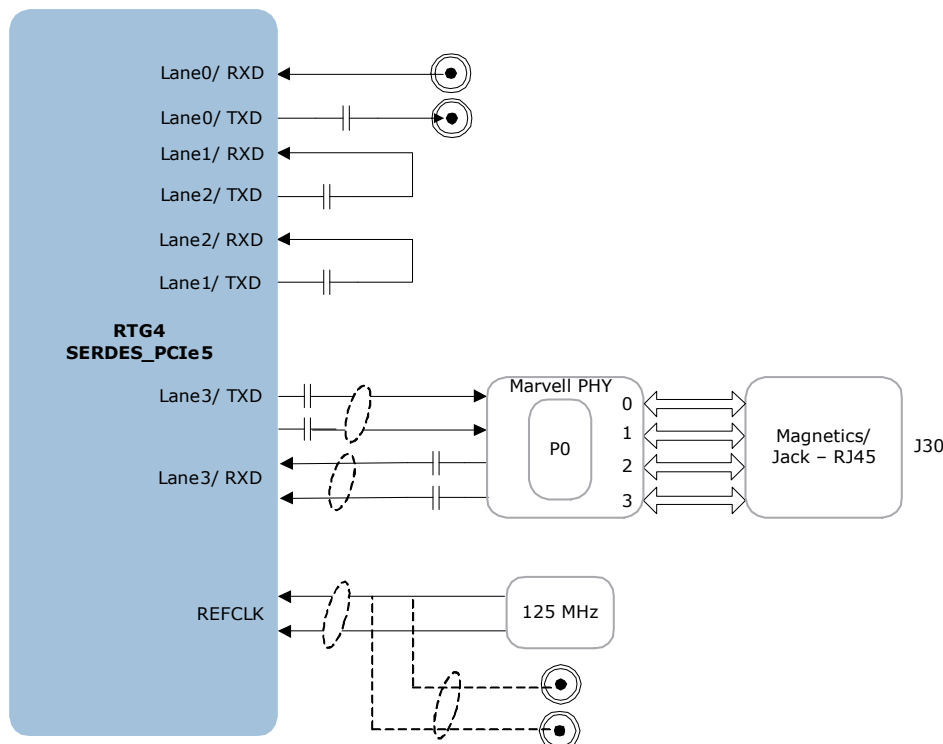 Lane0/ RXD
Lane0/ TXD
Lane1/ RXD
Lane2/ TXD
Lane2/ RXD
Lane1/ TXD
RTG4
SERDES_PCIe5
Lane3/ TXD
Lane3/ RXD
REFCLK
Marvell PHY
P0
0
1
2
3
Magnetics/
Jack – RJ45
J30
125 MHz